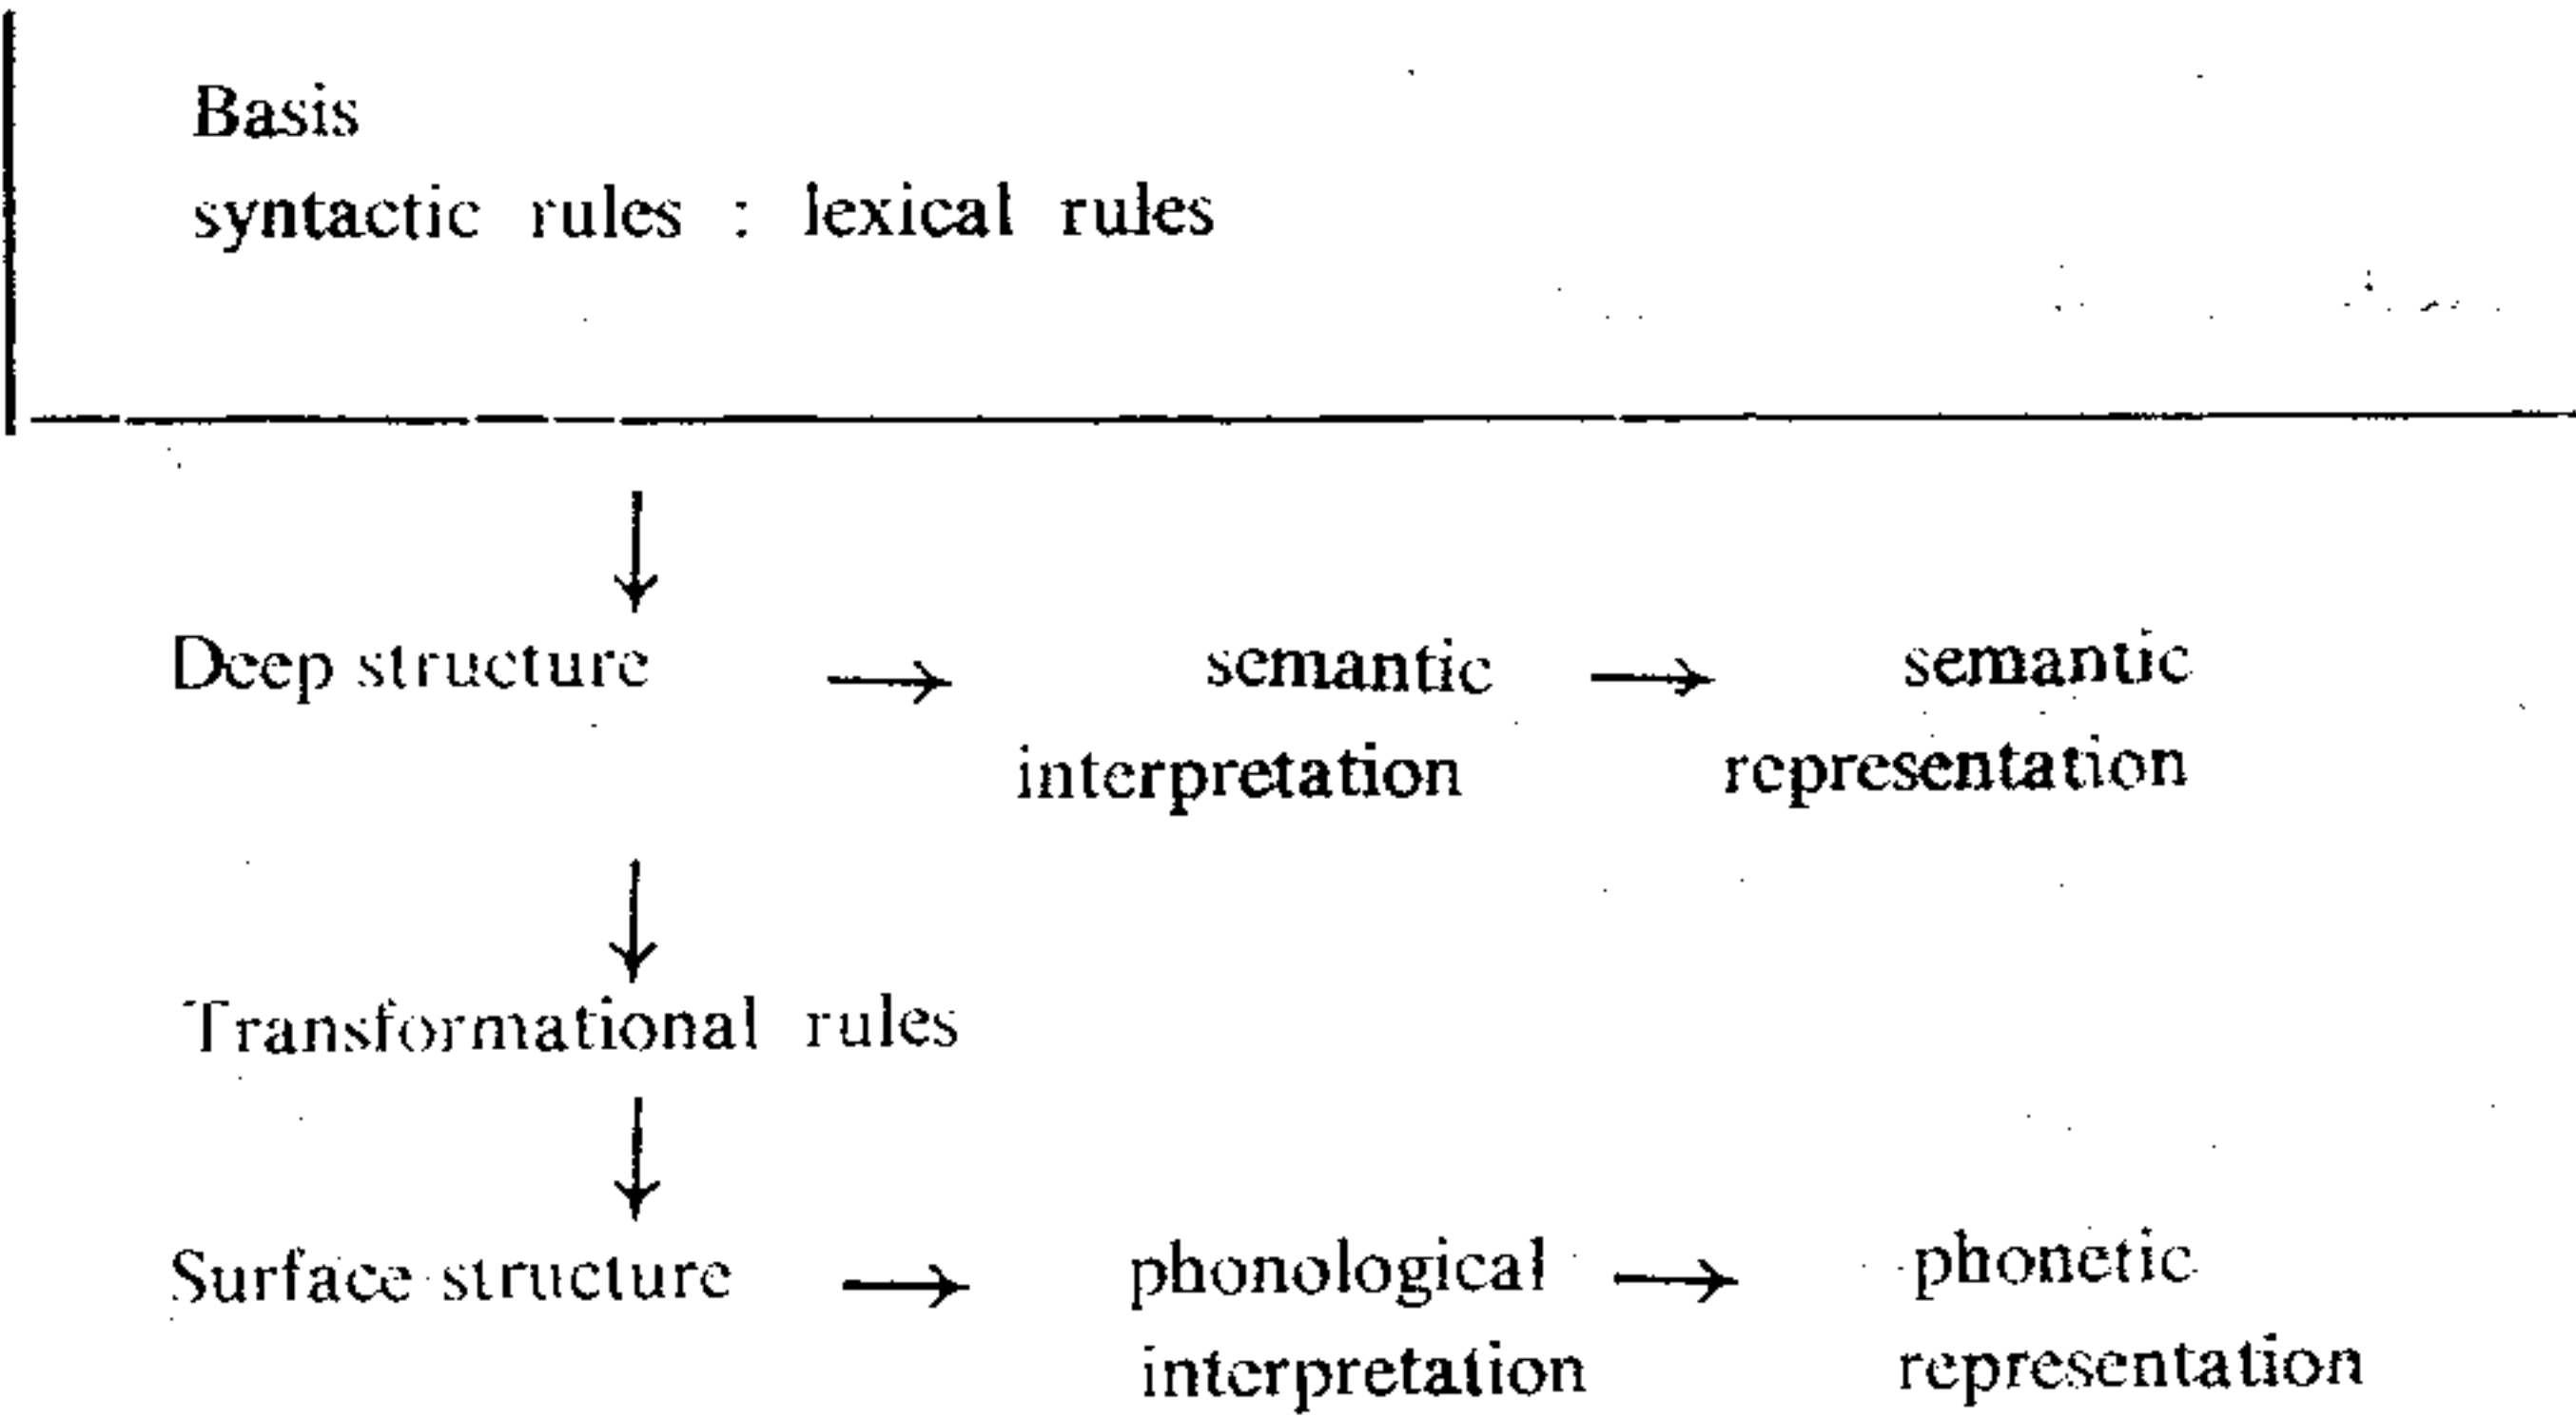 Basis
syntactic rules : lexical rules
Deep structure → semantic → semantic
interpretation representation
Transformational rules
Surface structure → phonological → phonetic
interpretation representation